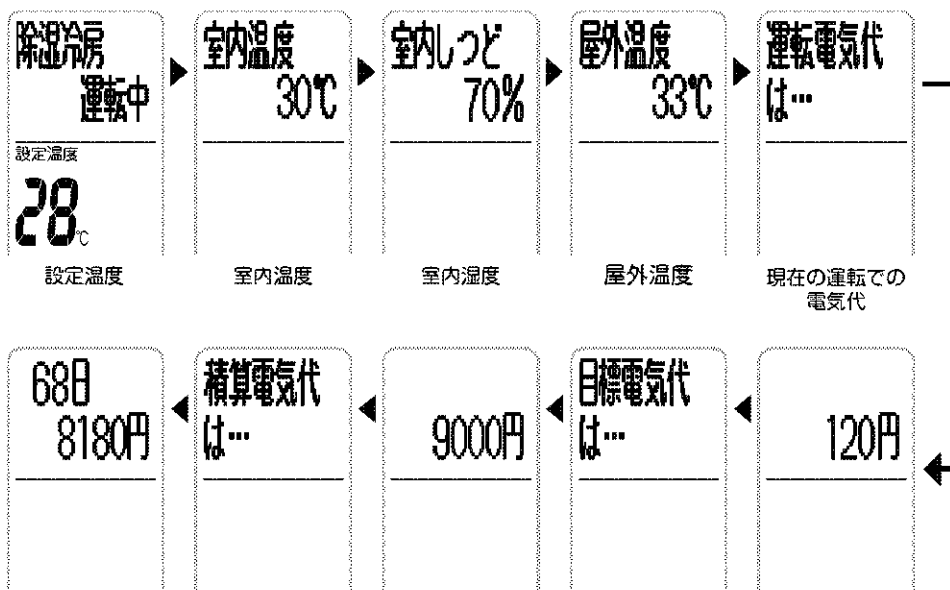 除湿冷房
運転中
設定温度
28℃
設定温度
室内温度
30℃
室内温度
室内しつど
70%
室内湿度
屋外温度
33℃
屋外温度
運転電気代
は…
現在の運転での
電気代
120円
目標電気代
は…
9000円
積算電気代
は…
68日
8180円